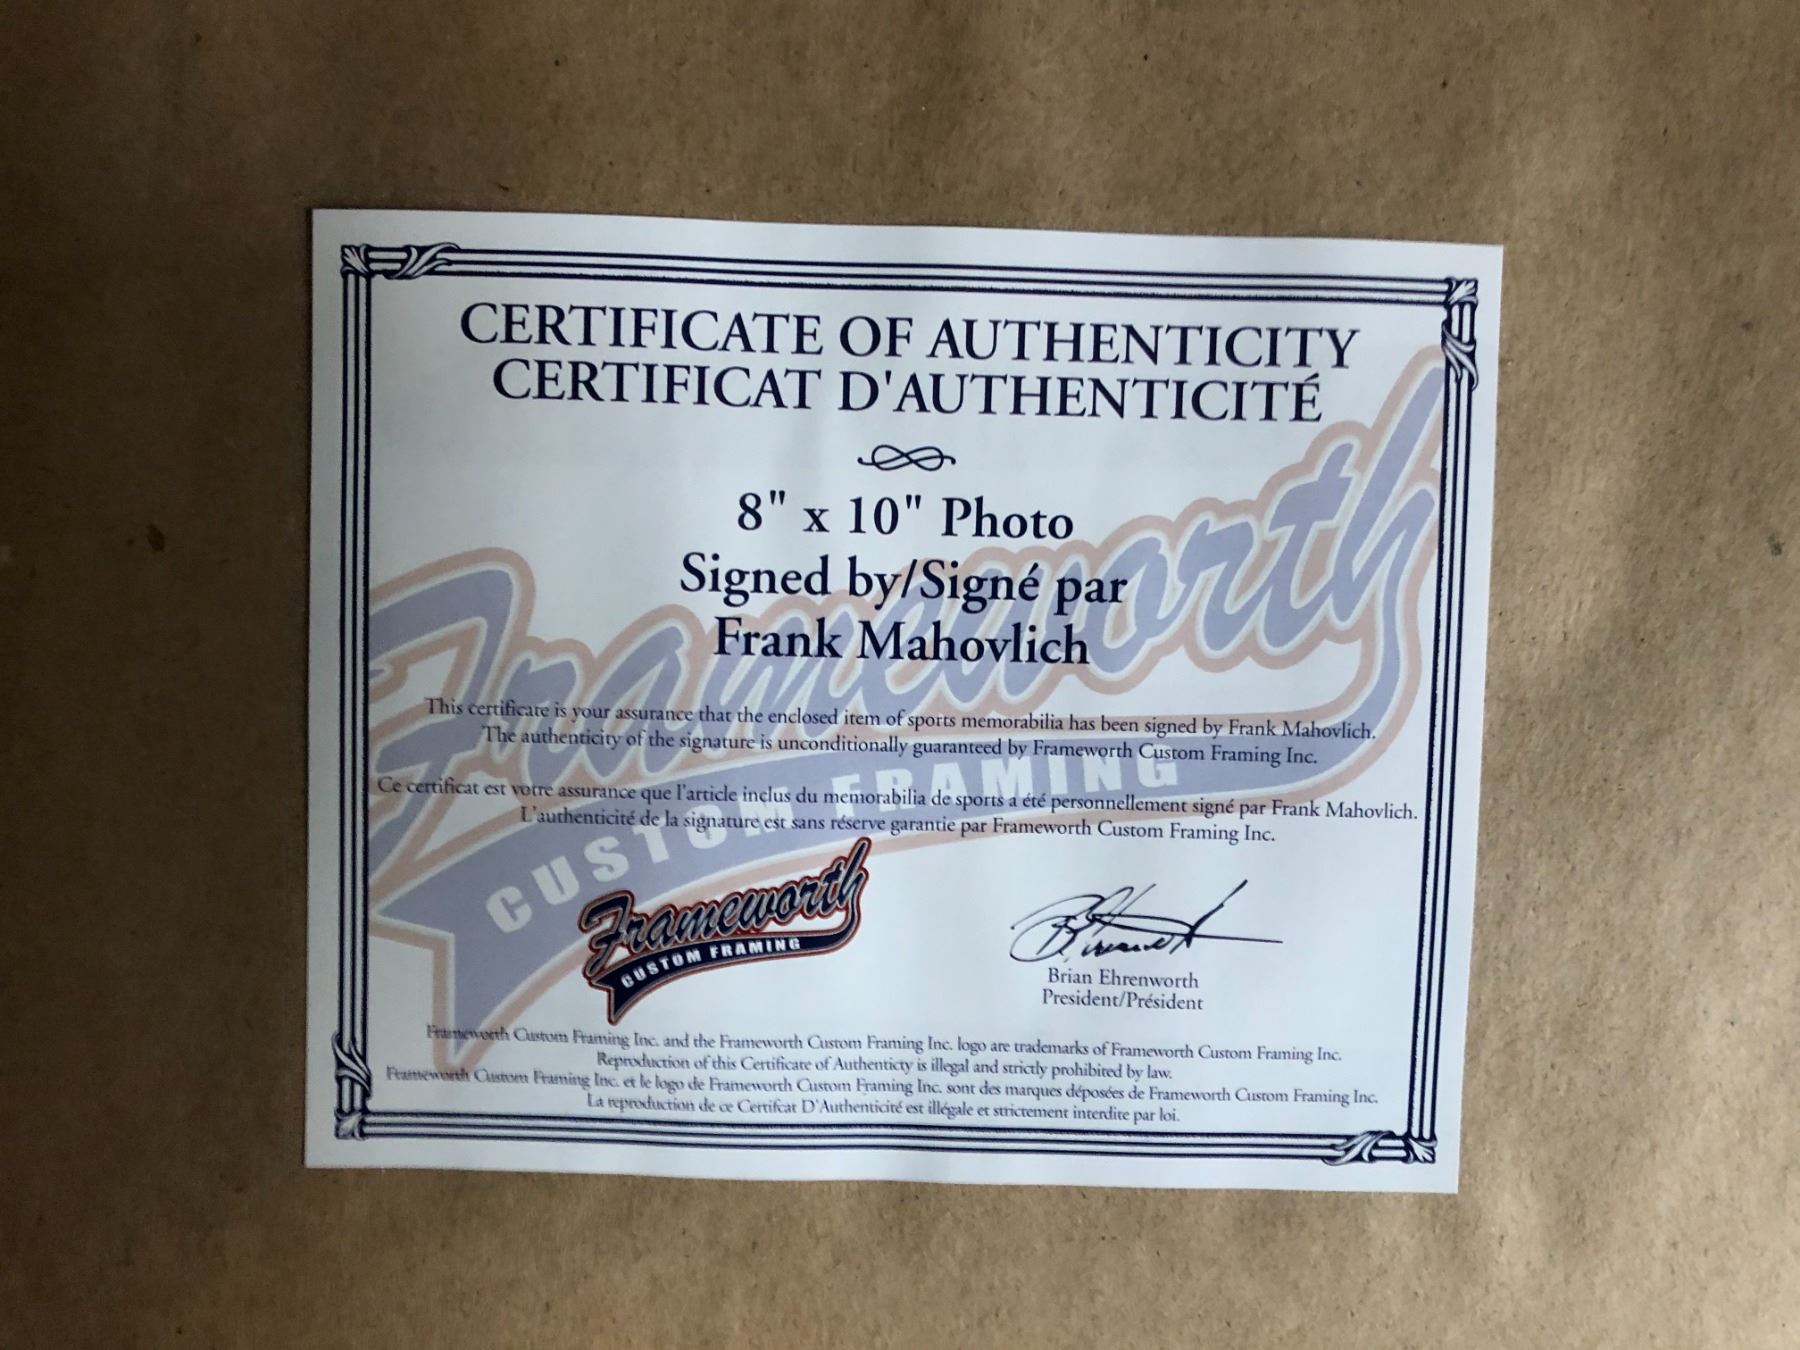 CERTIFICATE OF AUTHENTICITY
CERTIFICAT D'AUTHENTICITÉ
8" x 10" Photo
Signed by/Signé par
Frank Mahovlich
This certificate is your assurance that the enclosed item of sports memorabilia has been signed by Frank Mahovlich.
The authenticity of the signature is unconditionally guaranteed by Frameworth Custom Framing Inc.
Ce certificat est votre assurance que l'article inclus du memorabilia de sports a été personnellement signé par Frank Mahovlich.
L'authenticité de la signature est sans réserve garantie par Frameworth Custom Framing Inc.
Frameworth
CUSTOM FRAMING
Frameworth
CUSTOM FRAMING
Brian Ehrenworth
President/Président
Frameworth Custom Framing Inc. and the Frameworth Custom Framing Inc. logo are trademarks of Frameworth Custom Framing Inc.
Reproduction of this Certificate of Authenticty is illegal and strictly prohibited by law.
Frameworth Custom Framing Inc. et le logo de Frameworth Custom Framing Inc. sont des marques déposées de Frameworth Custom Framing Inc.
La reproduction de ce Certifcat D'Authenticité est illégale et strictement interdite par loi.